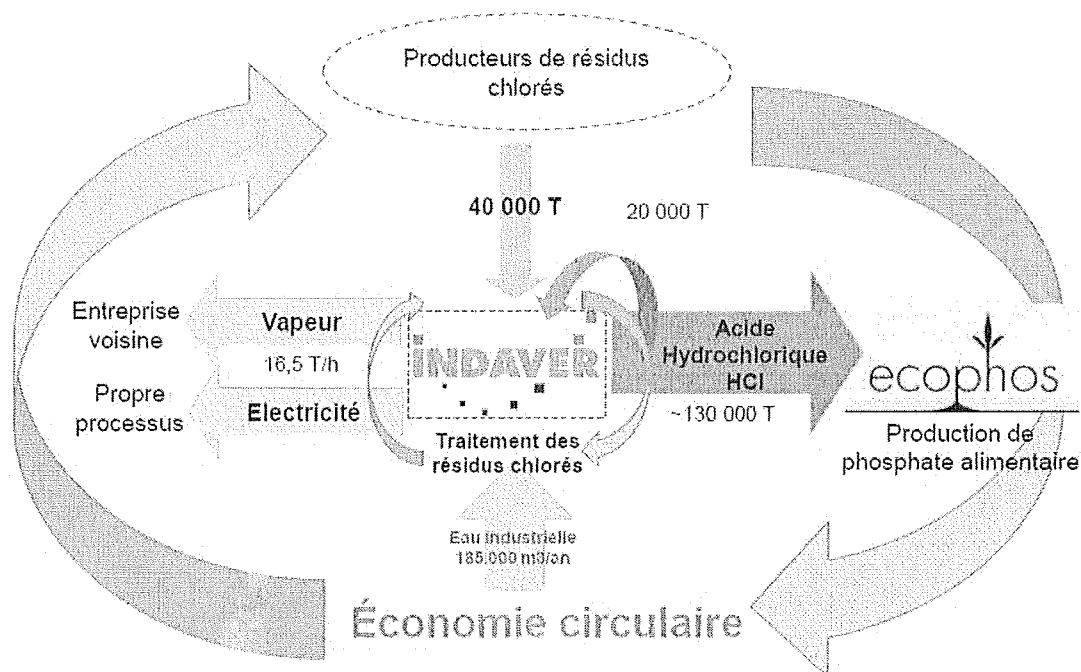 Producteurs de résidus
chlorés
40 000 T
20 000 T
Entreprise
voisine
Vapeur
16,5 T/h
Propre
processus
Electricité
INDAVER
Traitement des
résidus chlorés
Acide
Hydrochlorique
HCl
~130 000 T
ecophos
Production de
phosphate alimentaire
Eau industrielle
185.000 m3/an
Économie circulaire